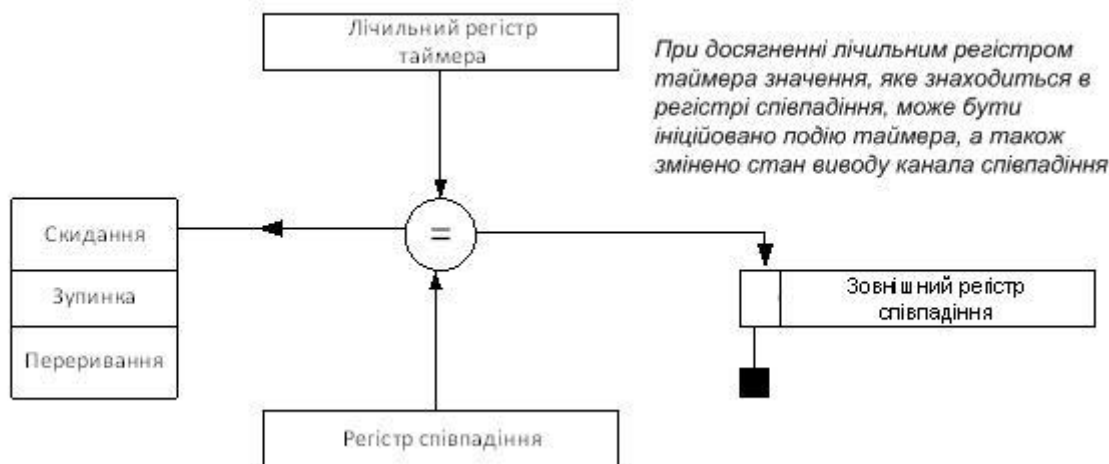 Лічильний регістр
таймера
При досягненні лічильним регістром
таймера значення, яке знаходиться в
регістрі співпадіння, може бути
ініційовано подію таймера, а також
змінено стан виводу канала співпадіння
Скидання
=
Зупинка
Зовнішний регістр
співпадіння
Переривання
Регістр співпадіння